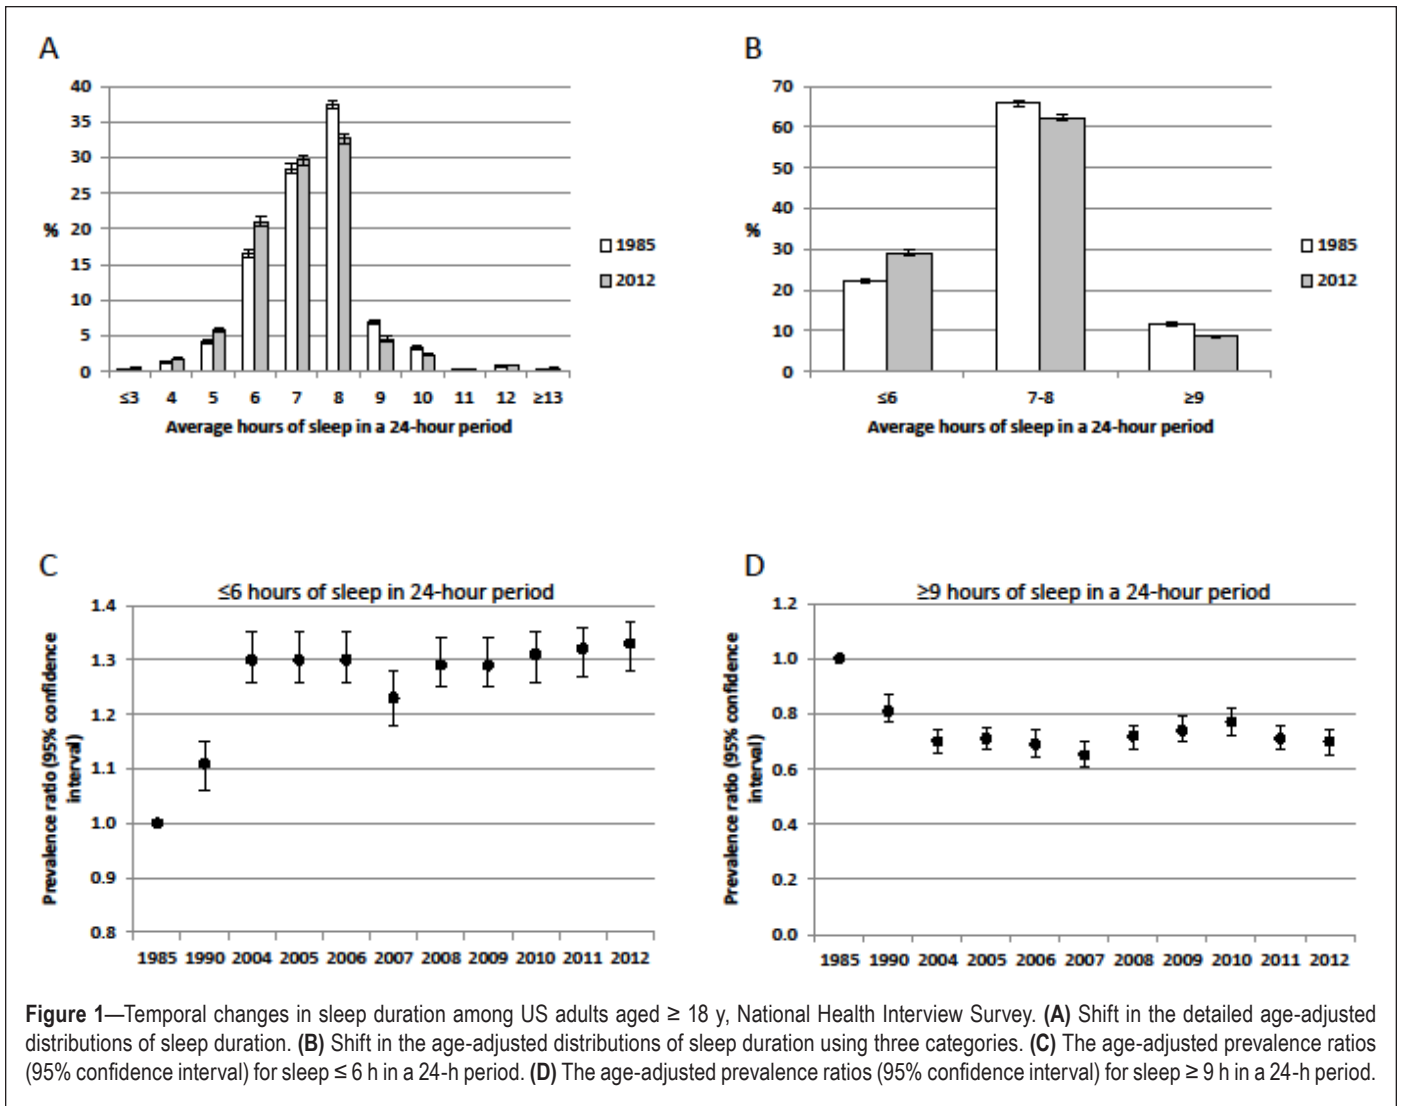 A
40
35
30
25
% 20
15
10
5
0
≤3 4 5 6 7 8 9 10 11 12 ≥13
Average hours of sleep in a 24-hour period
1985
2012
B
70
60
50
40
%
30
20
10
0
≤6 7-8 ≥9
Average hours of sleep in a 24-hour period
1985
2012
C
≤6 hours of sleep in 24-hour period
Prevalence ratio (95% confidence
interval)
1.4
1.3
1.2
1.1
1.0
0.9
0.8
1985 1990 2004 2005 2006 2007 2008 2009 2010 2011 2012
D
≥9 hours of sleep in a 24-hour period
Prevalence ratio (95% confidence
interval)
1.2
1.0
0.8
0.6
0.4
0.2
0.0
1985 1990 2004 2005 2006 2007 2008 2009 2010 2011 2012
Figure 1—Temporal changes in sleep duration among US adults aged ≥ 18 y, National Health Interview Survey. (A) Shift in the detailed age-adjusted
distributions of sleep duration. (B) Shift in the age-adjusted distributions of sleep duration using three categories. (C) The age-adjusted prevalence ratios
(95% confidence interval) for sleep ≤ 6 h in a 24-h period. (D) The age-adjusted prevalence ratios (95% confidence interval) for sleep ≥ 9 h in a 24-h period.